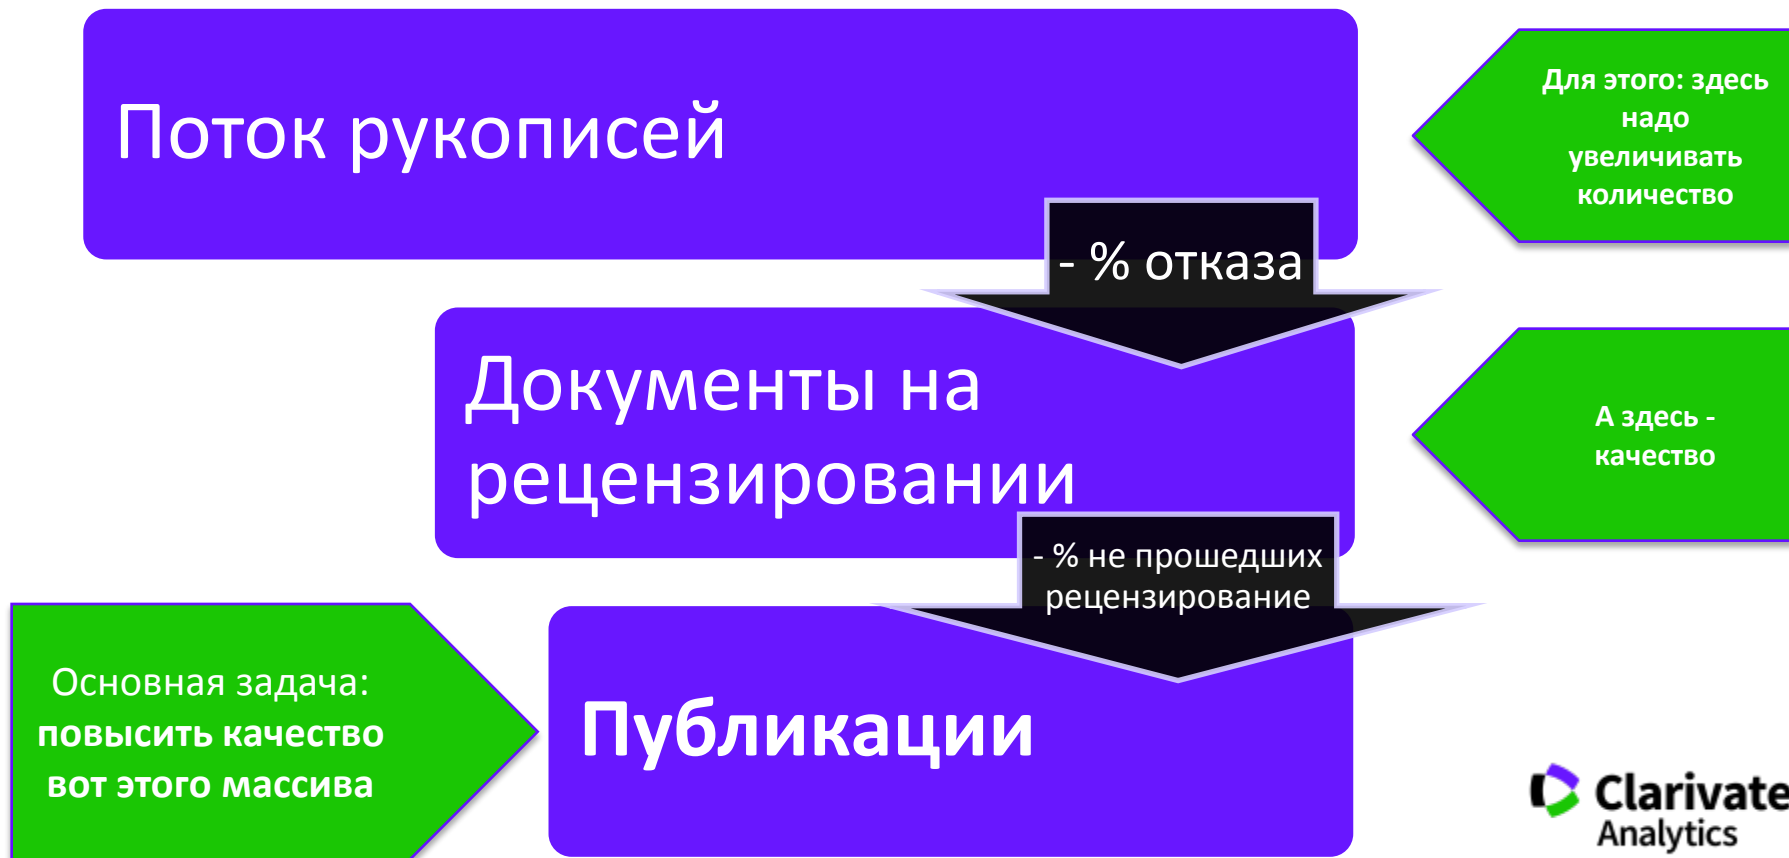 Поток рукописей
Для этого: здесь
надо
увеличивать
количество
- % отказа
Документы на
рецензировании
А здесь -
качество
- % не прошедших
рецензирование
Основная задача:
повысить качество
вот этого массива
Публикации
Clarivate
Analytics